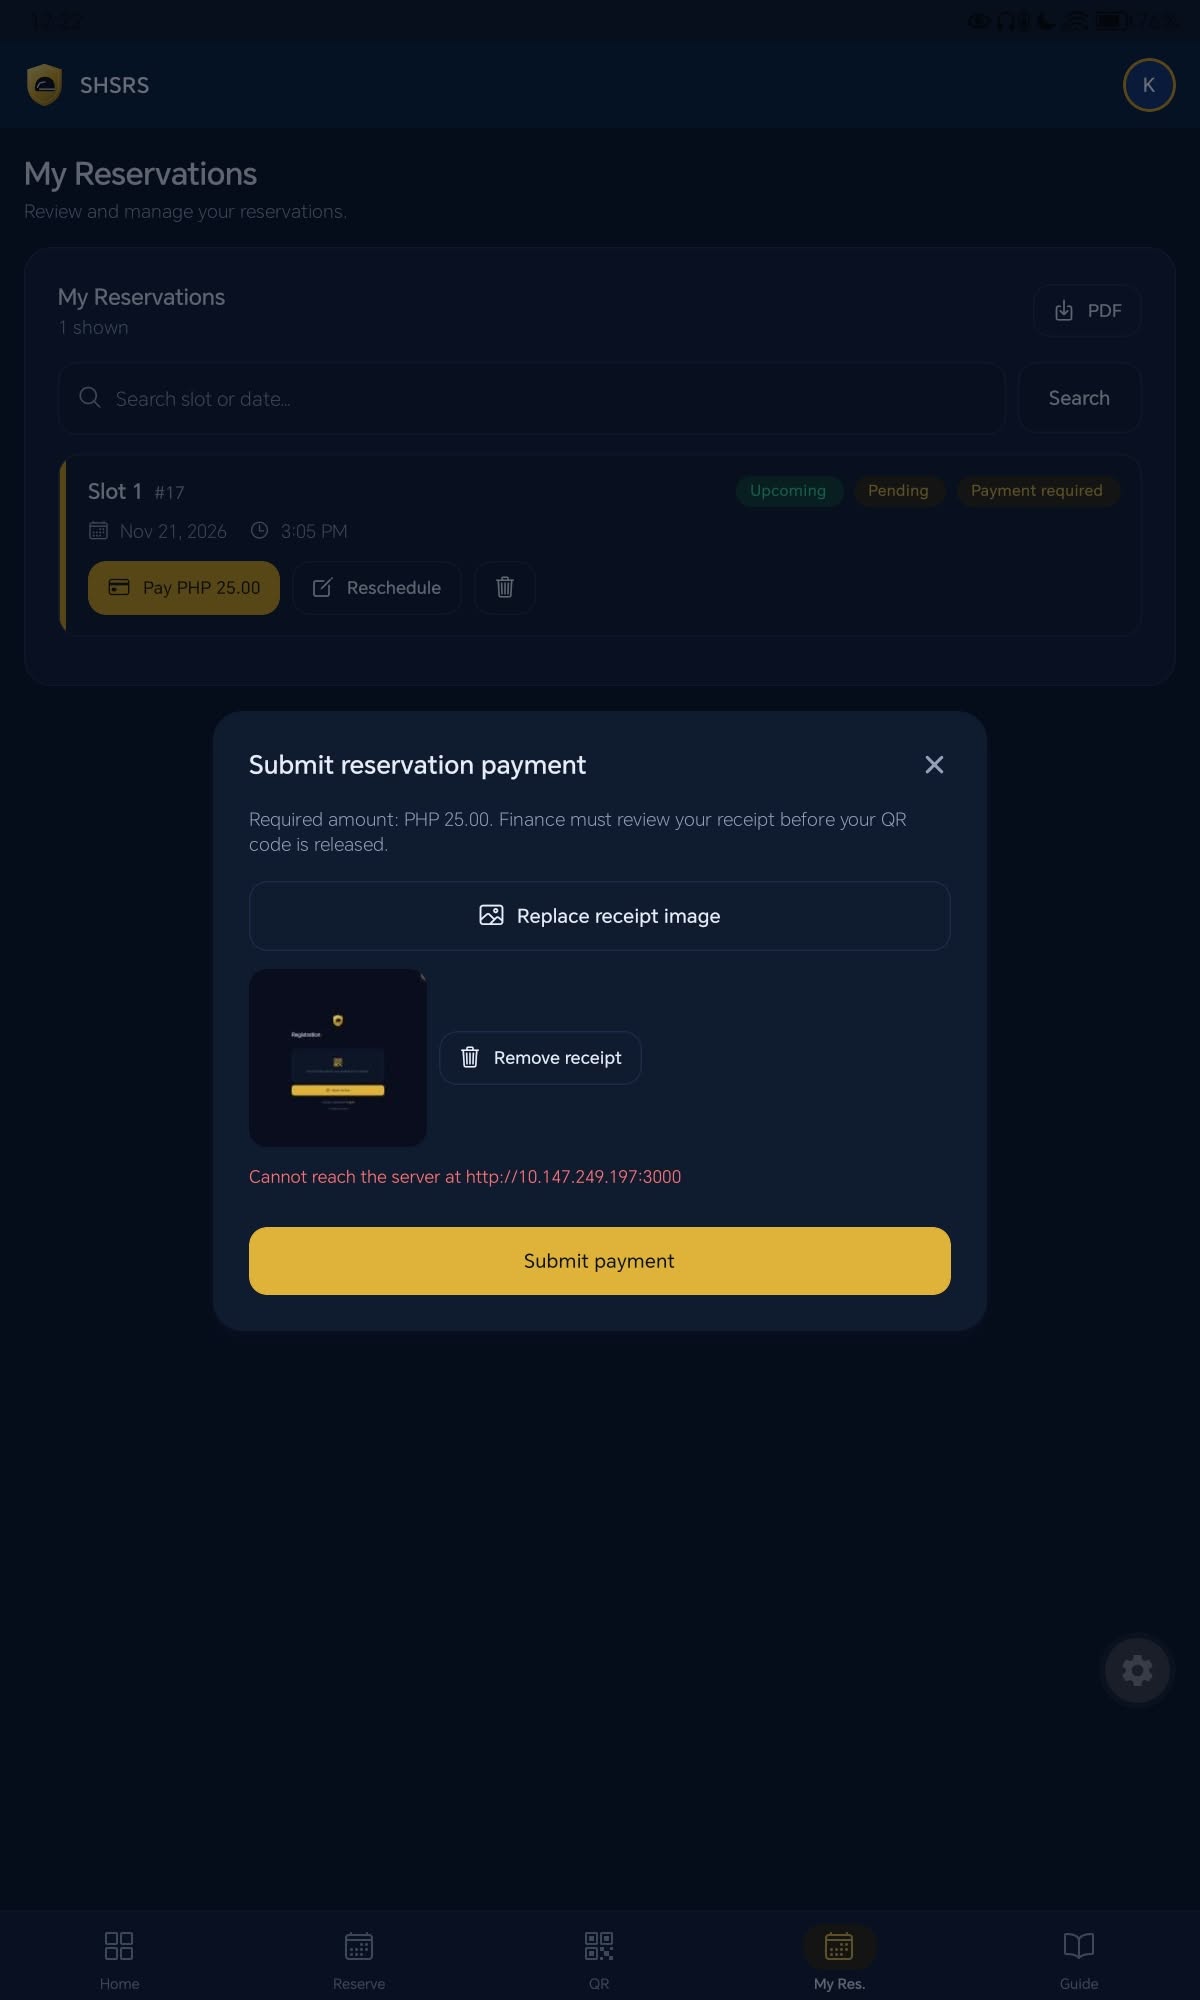 12:22
76%
SHSRS
K
My Reservations
Review and manage your reservations.
My Reservations
1 shown
PDF
Search slot or date...
Search
Slot 1 #17
Upcoming
Pending
Payment required
Nov 21, 2026
3:05 PM
Pay PHP 25.00
Reschedule
Submit reservation payment
Required amount: PHP 25.00. Finance must review your receipt before your QR
code is released.
Replace receipt image
Registration
Remove receipt
Cannot reach the server at http://10.147.249.197:3000
Submit payment
Home
Reserve
QR
My Res.
Guide